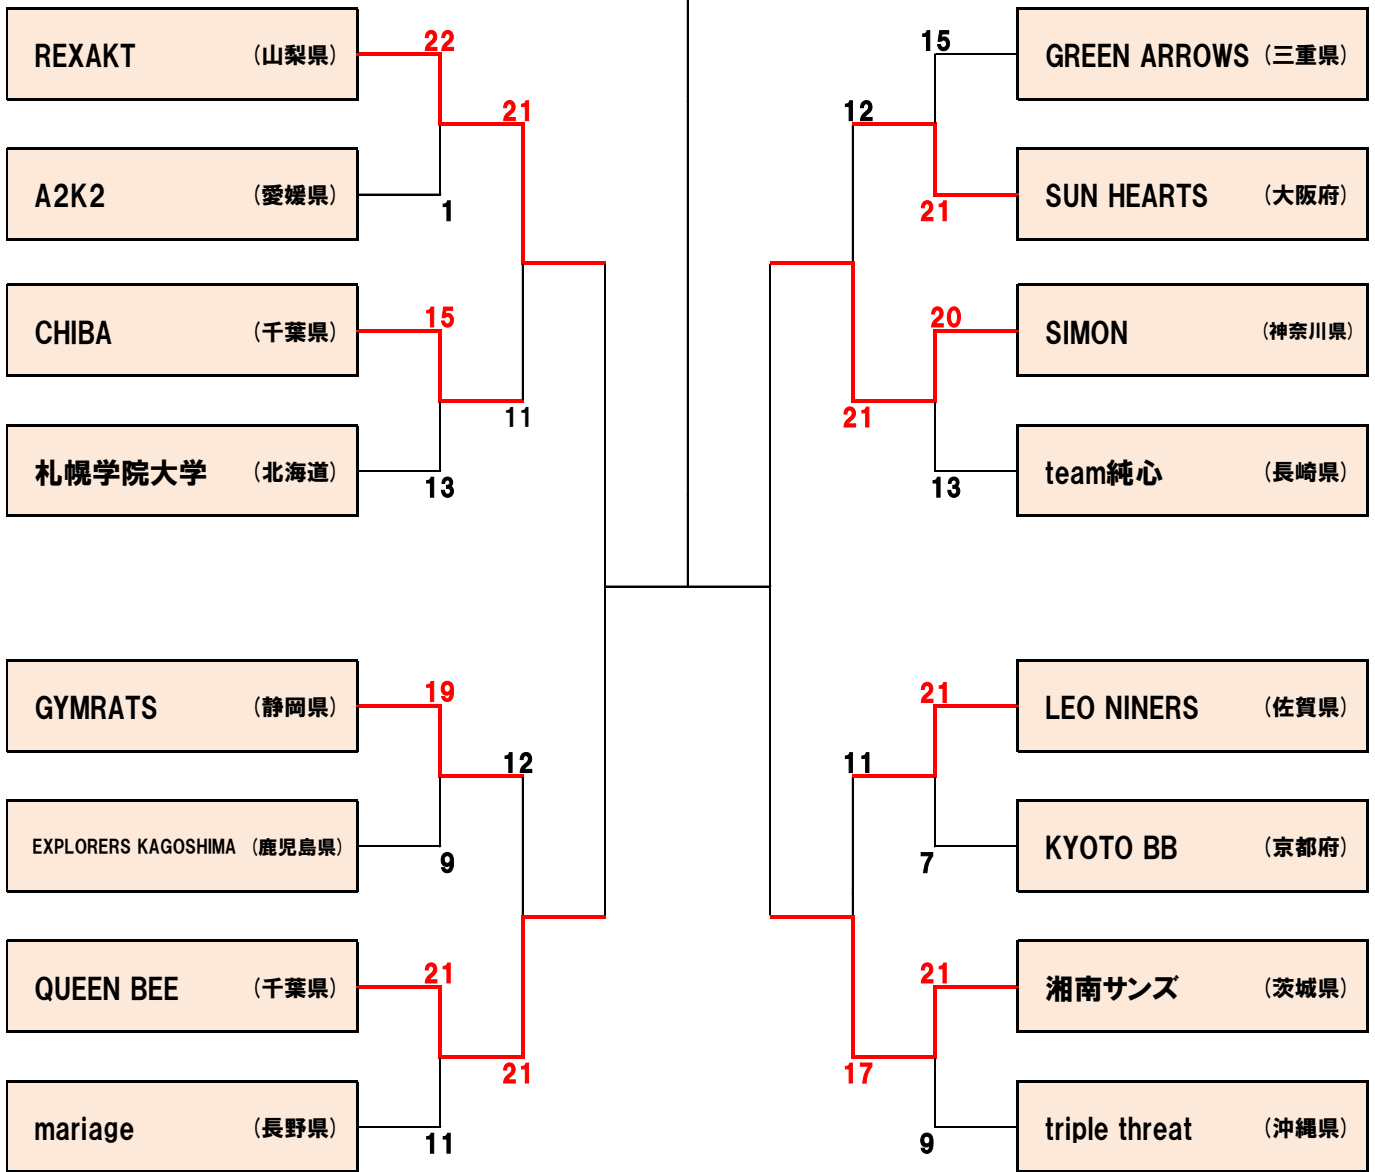 REXAKT (山梨県)
22
21
A2K2 (愛媛県)
1
CHIBA (千葉県)
15
11
札幌学院大学 (北海道)
13
GYMRATS (静岡県)
19
12
EXPLORERS KAGOSHIMA (鹿児島県)
9
QUEEN BEE (千葉県)
21
21
mariage (長野県)
11
15
GREEN ARROWS (三重県)
12
21
SUN HEARTS (大阪府)
20
SIMON (神奈川県)
21
13
team純心 (長崎県)
21
LEO NINERS (佐賀県)
11
7
KYOTO BB (京都府)
21
湘南サンズ (茨城県)
17
9
triple threat (沖縄県)